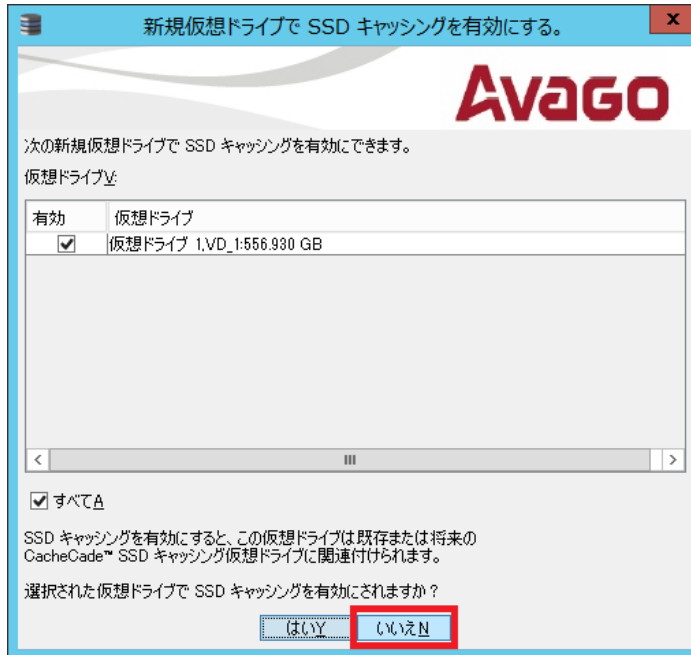 新規仮想ドライブで SSD キャッシングを有効にする。
x
Avago
次の新規仮想ドライブで SSD キャッシングを有効にできます。
仮想ドライブV:
有効 仮想ドライブ
仮想ドライブ 1,VD_1:556.930 GB
すべてA
SSD キャッシングを有効にすると、この仮想ドライブは既存または将来の
CacheCade™ SSD キャッシング仮想ドライブに関連付けられます。
選択された仮想ドライブで SSD キャッシングを有効にされますか？
はいY いいえN